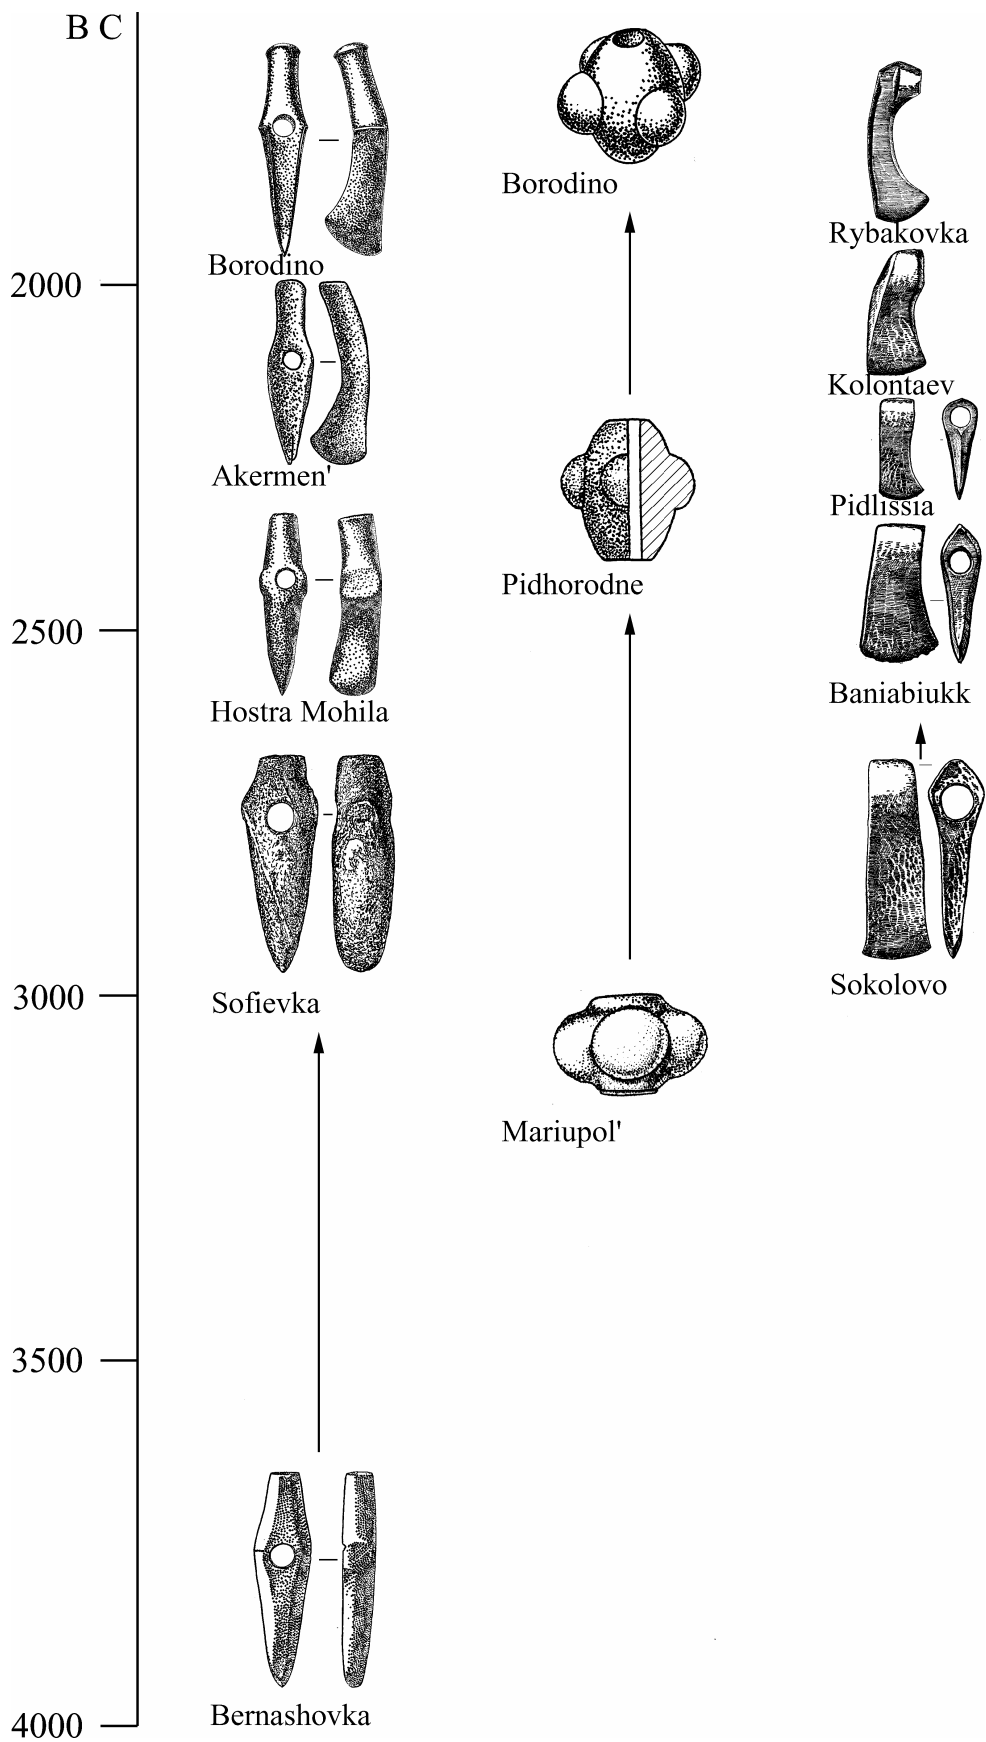 B C
Borodino
Rybakovka
Borodino
2000
Kolontaev
Akermen'
Pidlissia
Pidhorodne
2500
Baniabiukk
Hostra Mohila
Sokolovo
3000
Sofievka
Mariupol'
3500
Bernashovka
4000